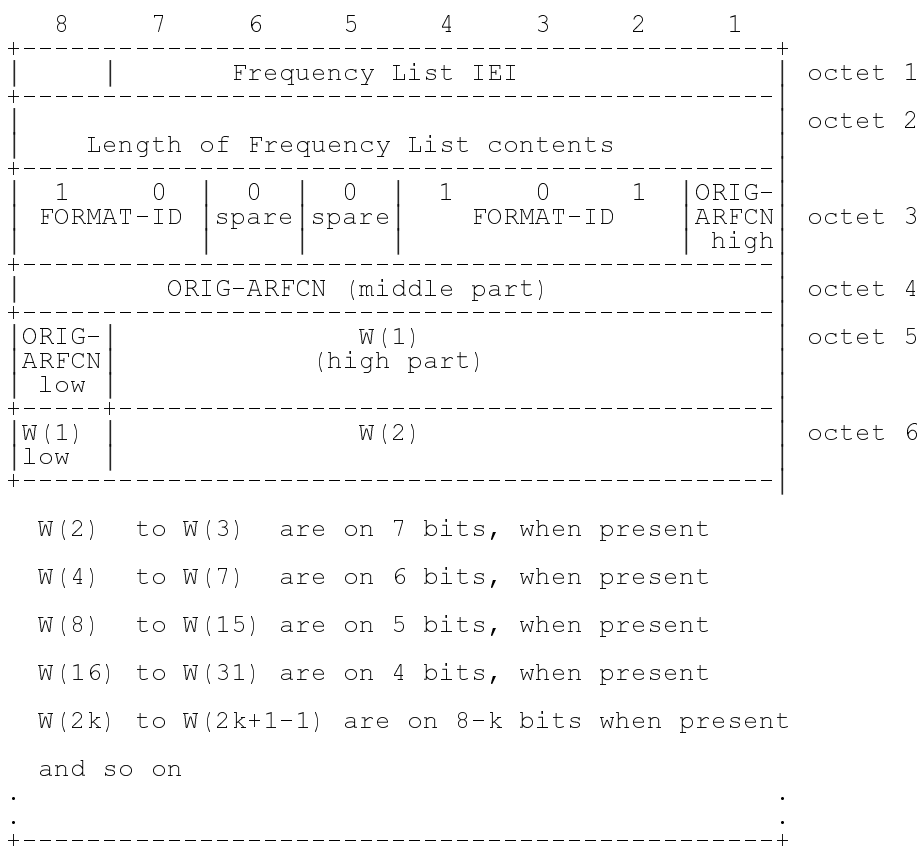 8 7 6 5 4 3 2 1
Frequency List IEI octet 1
octet 2
Length of Frequency List contents
1 0 0 0 1 0 1 ORIG-
FORMAT-ID spare spare FORMAT-ID ARFCN octet 3
high
ORIG-ARFCN (middle part) octet 4
ORIG- W(1) octet 5
ARFCN (high part)
low
W(1) W(2) octet 6
low
W(2) to W(3) are on 7 bits, when present
W(4) to W(7) are on 6 bits, when present
W(8) to W(15) are on 5 bits, when present
W(16) to W(31) are on 4 bits, when present
W(2k) to W(2k+1-1) are on 8-k bits when present
and so on